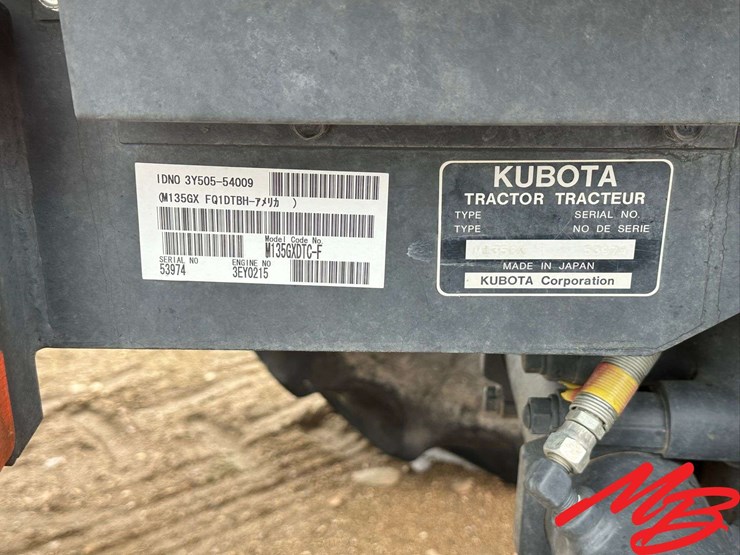 IDNO 3Y505-54009
(M135GX FQ1DTBH-アメリカ )
Model Code No.
M135GXDTC-F
SERIAL NO ENGINE NO
53974 3EY0215
KUBOTA
TRACTOR TRACTEUR
TYPE SERIAL NO.
TYPE NO DE SERIE
MADE IN JAPAN
KUBOTA Corporation
MB